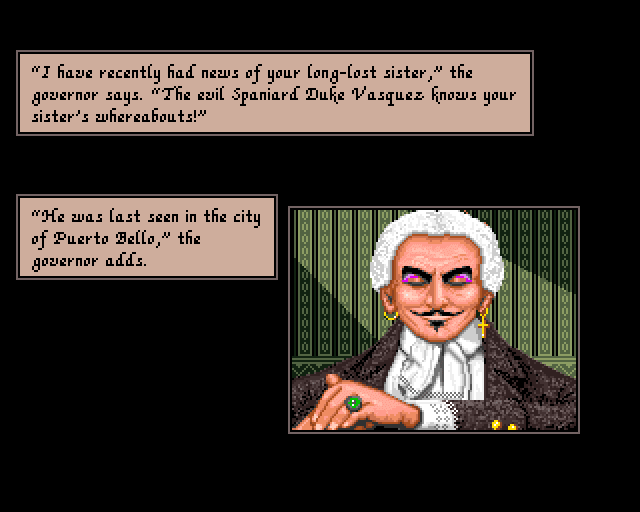 “I have recently had news of your long-lost sister,” the
governor says. “The evil Spaniard Duke Vasquez knows your
sister’s whereabouts!”
“He was last seen in the city
of Puerto Bello,” the
governor adds.